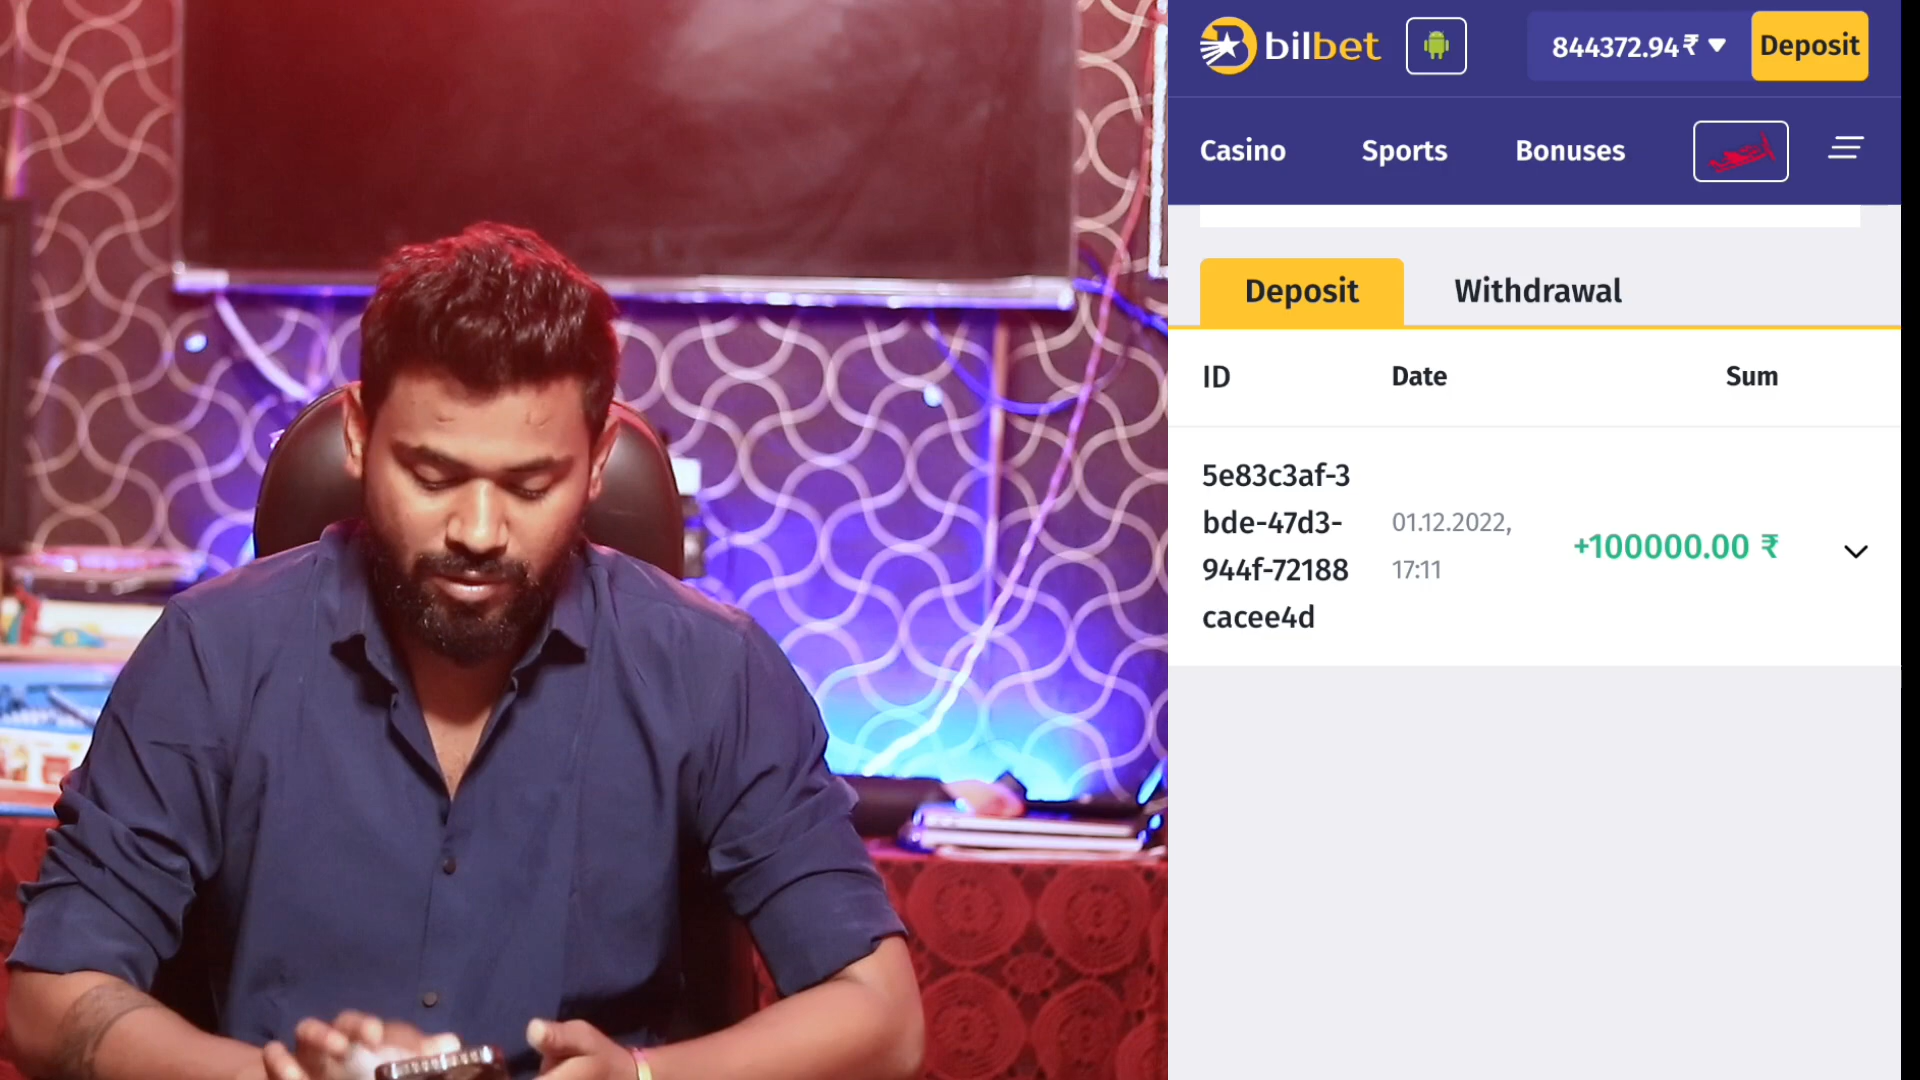 bilbet
844372.94₹
Deposit
Casino
Sports
Bonuses
Deposit
Withdrawal
ID
Date
Sum
5e83c3af-3
bde-47d3-
944f-72188
cacee4d
01.12.2022,
17:11
+100000.00 ₹